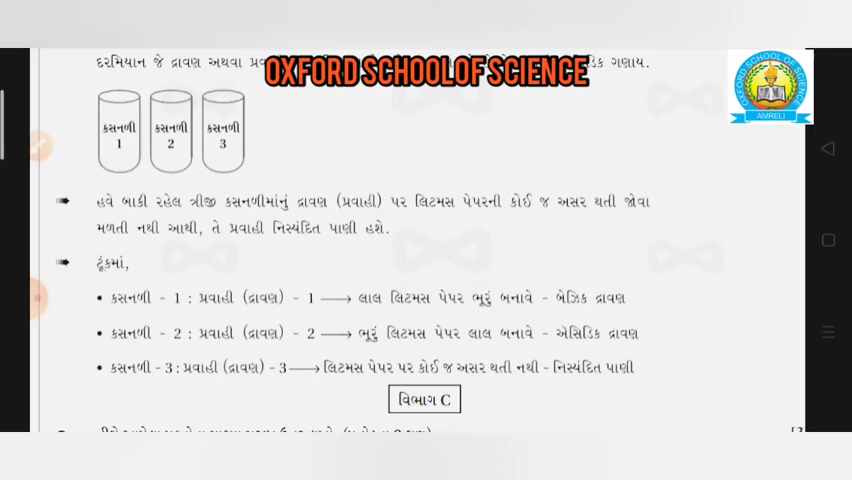 દરમિયાન જે દ્રાવણ અથવા ગણાય.
OXFORD SCHOOL OF SCIENCE
OXFORD SCHOOL OF SCIENCE
AMRELI
કસનળી કસનળી કસનળી
1 2 3
હવે બાકી રહેલ ત્રીજી કસનળીમાંનું દ્રાવણ (પ્રવાહી) પર લિટમસ પેપરની કોઈ જ અસર થતી જોવા
મળતી નથી આથી, તે પ્રવાહી નિસ્યંદિત પાણી હશે.
ટૂંકમાં,
• કસનળી - 1 : પ્રવાહી (દ્રાવણ) - 1 ⟶ લાલ લિટમસ પેપર ભૂરું બનાવે - બેઝિક દ્રાવણ
• કસનળી - 2 : પ્રવાહી (દ્રાવણ) - 2 ⟶ ભૂરું લિટમસ પેપર લાલ બનાવે - ઍસિડિક દ્રાવણ
• કસનળી - 3 : પ્રવાહી (દ્રાવણ) - 3 ⟶ લિટમસ પેપર પર કોઈ જ અસર થતી નથી - નિસ્યંદિત પાણી
વિભાગ C